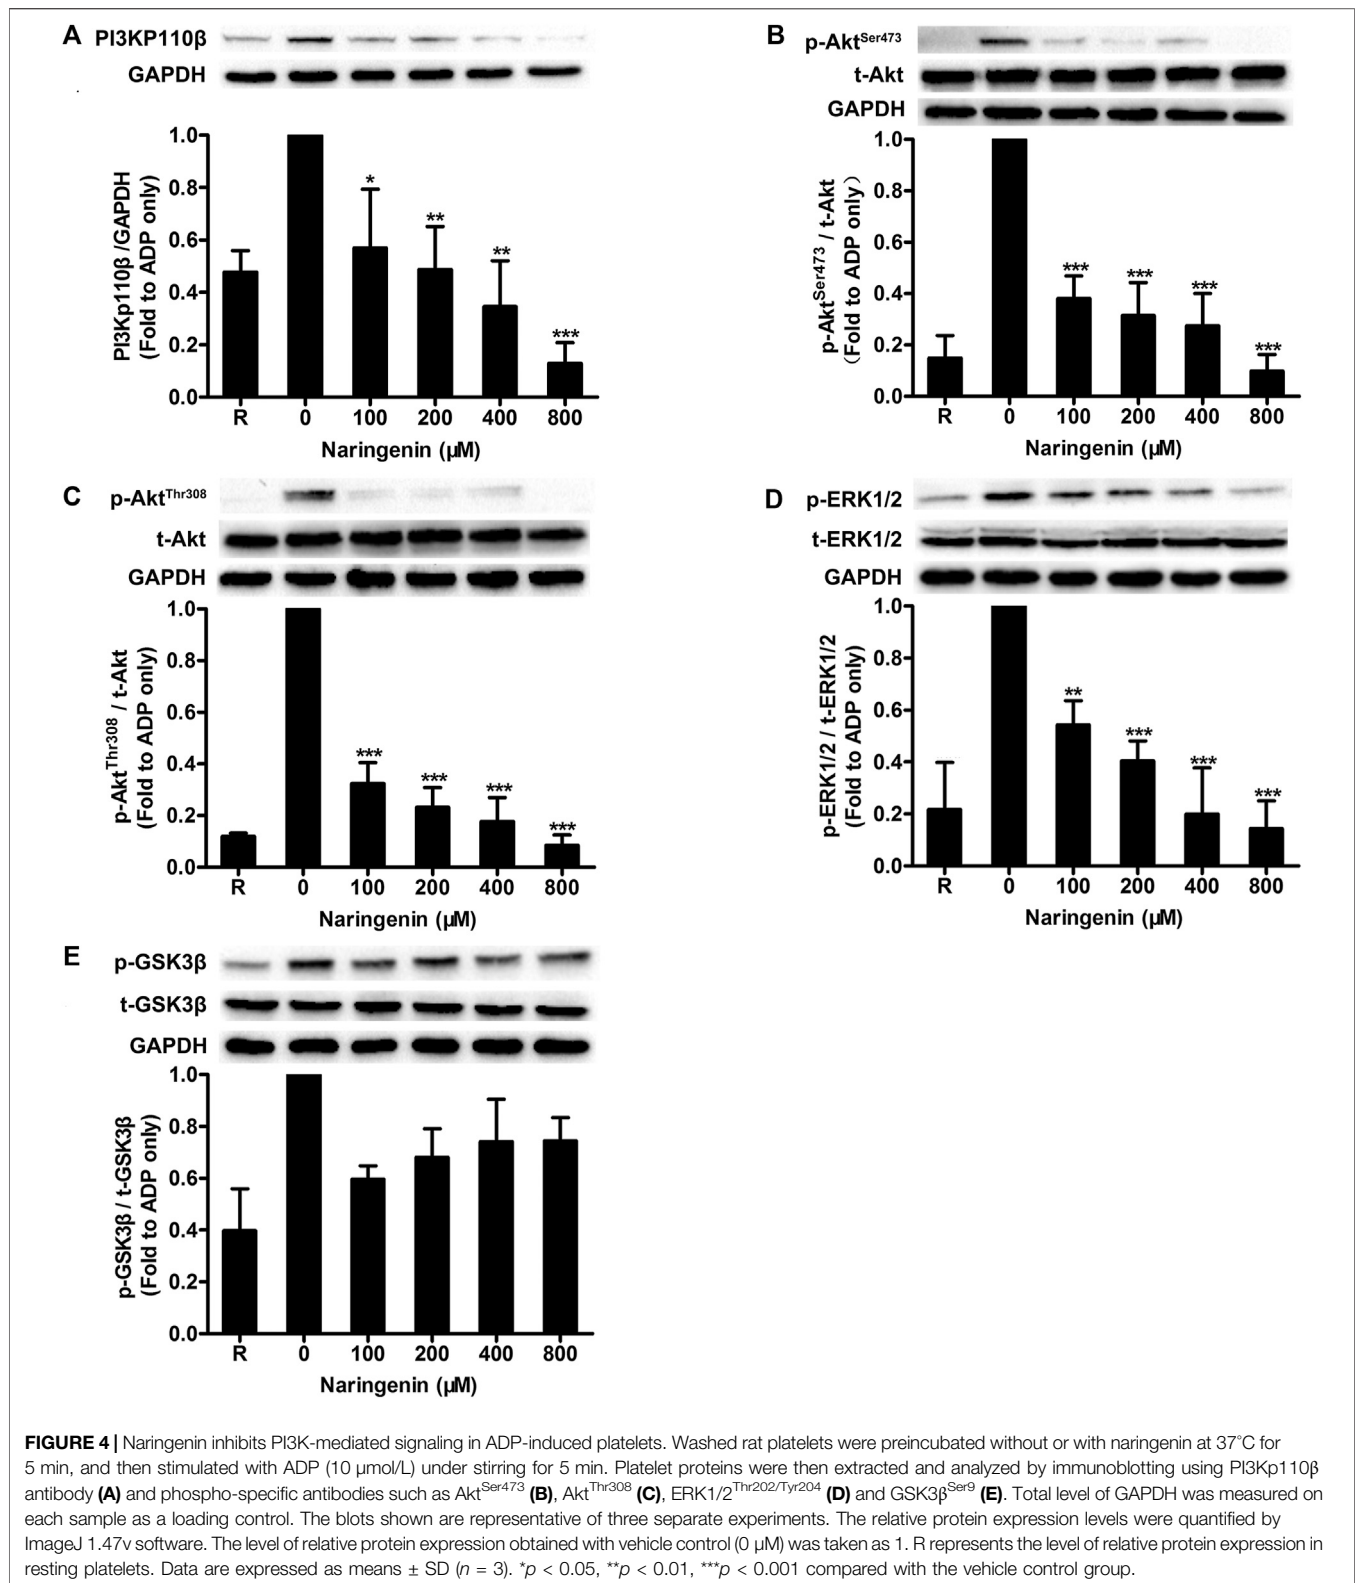 A PI3KP110β
GAPDH
PI3Kp110β /GAPDH
(Fold to ADP only)
1.0
0.8
0.6
0.4
0.2
0.0
* ** ** ***
R 0 100 200 400 800
Naringenin (μM)
B p-AktSer473
t-Akt
GAPDH
p-AktSer473 / t-Akt
(Fold to ADP only)
1.0
0.8
0.6
0.4
0.2
0.0
*** *** *** ***
R 0 100 200 400 800
Naringenin (μM)
C p-AktThr308
t-Akt
GAPDH
p-AktThr308 / t-Akt
(Fold to ADP only)
1.0
0.8
0.6
0.4
0.2
0.0
*** *** *** ***
R 0 100 200 400 800
Naringenin (μM)
D p-ERK1/2
t-ERK1/2
GAPDH
p-ERK1/2 / t-ERK1/2
(Fold to ADP only)
1.0
0.8
0.6
0.4
0.2
0.0
** *** *** ***
R 0 100 200 400 800
Naringenin (μM)
E p-GSK3β
t-GSK3β
GAPDH
p-GSK3β / t-GSK3β
(Fold to ADP only)
1.0
0.8
0.6
0.4
0.2
0.0
R 0 100 200 400 800
Naringenin (μM)
FIGURE 4 | Naringenin inhibits PI3K-mediated signaling in ADP-induced platelets. Washed rat platelets were preincubated without or with naringenin at 37°C for
5 min, and then stimulated with ADP (10 μmol/L) under stirring for 5 min. Platelet proteins were then extracted and analyzed by immunoblotting using PI3Kp110β
antibody (A) and phospho-specific antibodies such as AktSer473 (B), AktThr308 (C), ERK1/2Thr202/Tyr204 (D) and GSK3βSer9 (E). Total level of GAPDH was measured on
each sample as a loading control. The blots shown are representative of three separate experiments. The relative protein expression levels were quantified by
ImageJ 1.47v software. The level of relative protein expression obtained with vehicle control (0 μM) was taken as 1. R represents the level of relative protein expression in
resting platelets. Data are expressed as means ± SD (n = 3). *p < 0.05, **p < 0.01, ***p < 0.001 compared with the vehicle control group.